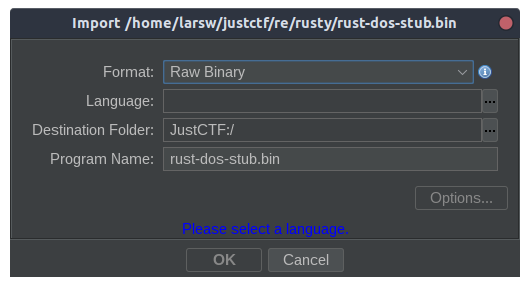 Import /home/larsw/justctf/re/rusty/rust-dos-stub.bin
Format: Raw Binary
Language: ...
Destination Folder: JustCTF:/ ...
Program Name: rust-dos-stub.bin
Options...
Please select a language.
OK Cancel